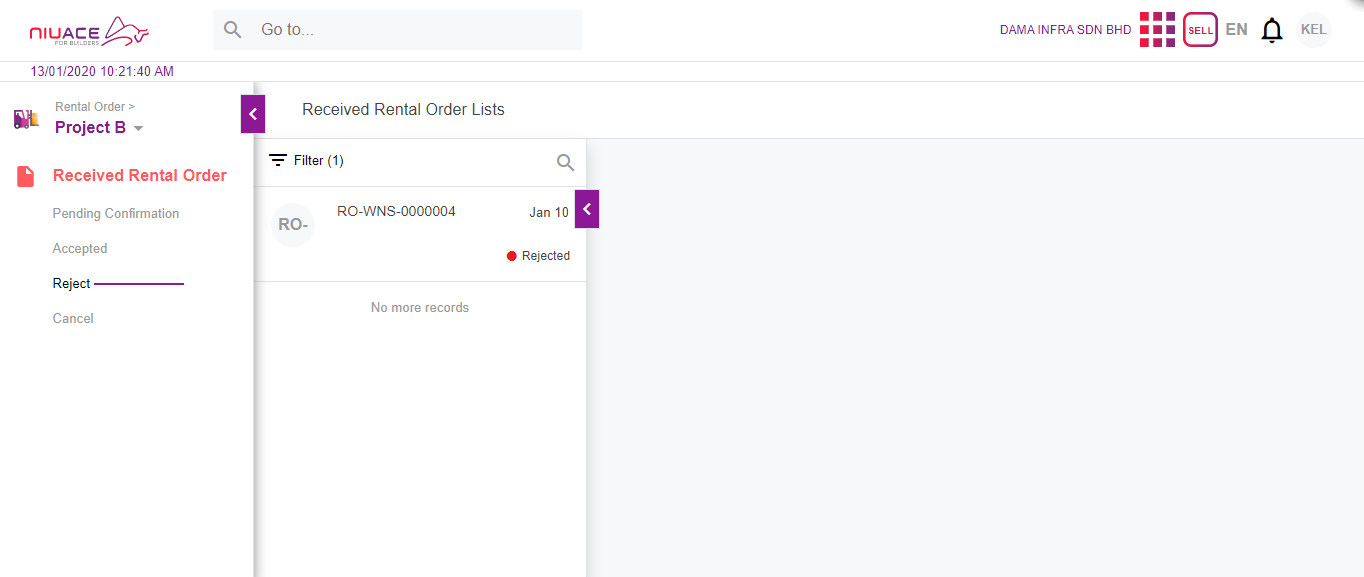 NIUACE
FOR BUILDERS
Go to...
DAMA INFRA SDN BHD
SELL
EN
KEL
13/01/2020 10:21:40 AM
Rental Order >
Project B
Received Rental Order Lists
Received Rental Order
Pending Confirmation
Accepted
Reject
Cancel
Filter (1)
RO-
RO-WNS-0000004
Jan 10
Rejected
No more records